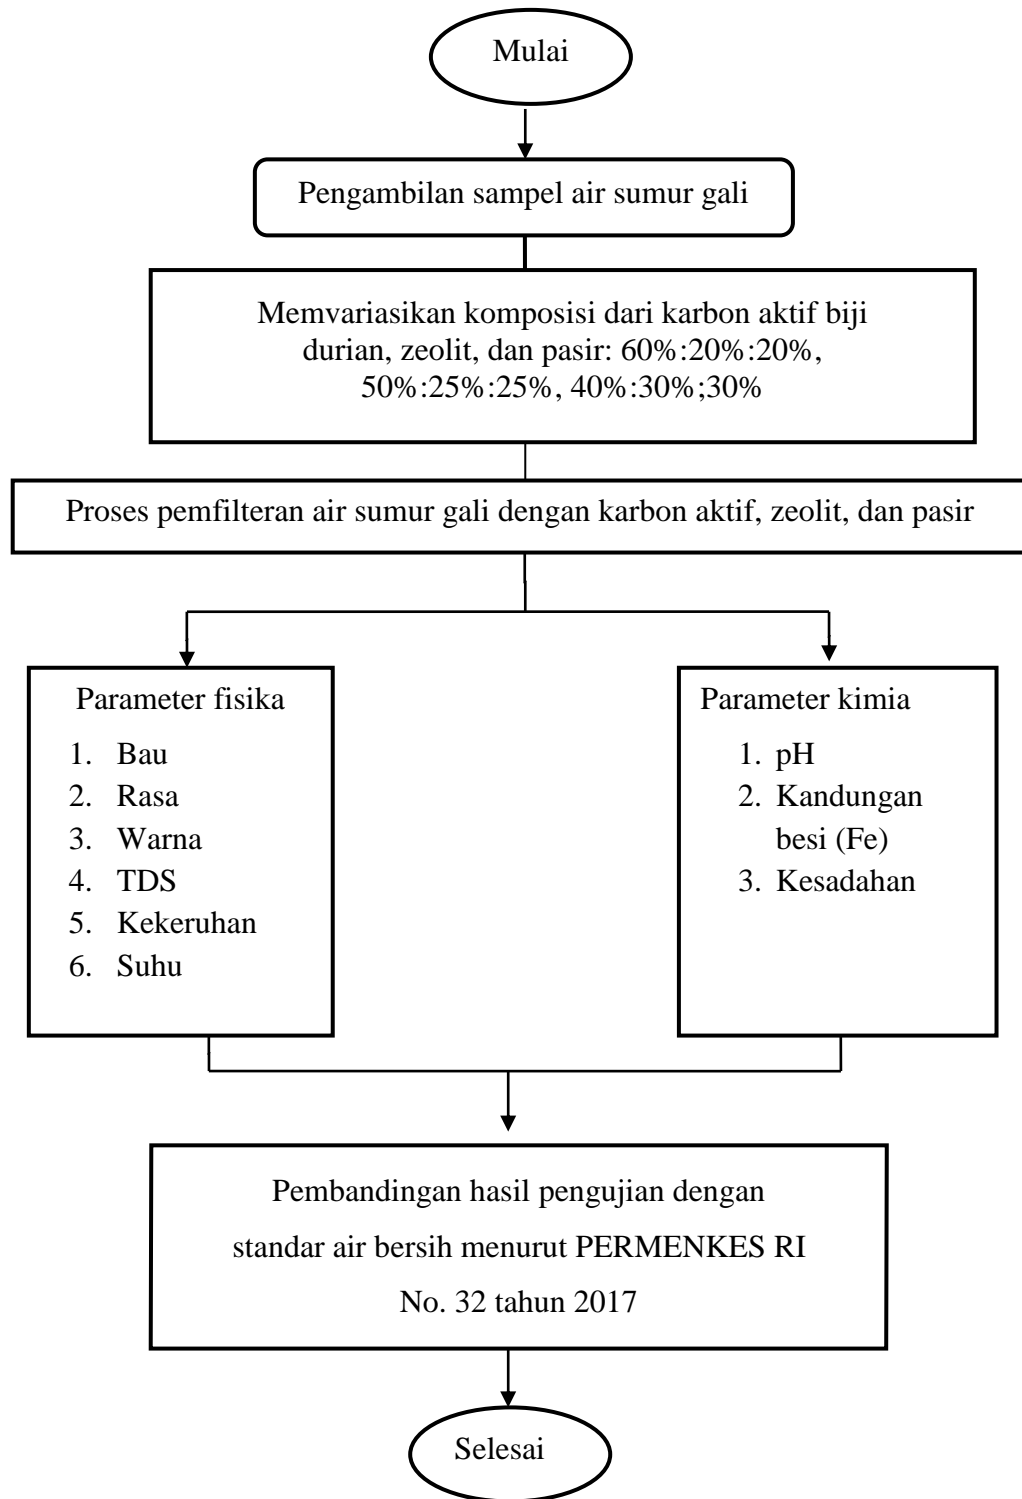 Mulai
Pengambilan sampel air sumur gali
Memvariasikan komposisi dari karbon aktif biji
durian, zeolit, dan pasir: 60%:20%:20%,
50%:25%:25%, 40%:30%;30%
Proses pemfilteran air sumur gali dengan karbon aktif, zeolit, dan pasir
Parameter fisika
1. Bau
2. Rasa
3. Warna
4. TDS
5. Kekeruhan
6. Suhu
Parameter kimia
1. pH
2. Kandungan
besi (Fe)
3. Kesadahan
Pembandingan hasil pengujian dengan
standar air bersih menurut PERMENKES RI
No. 32 tahun 2017
Selesai